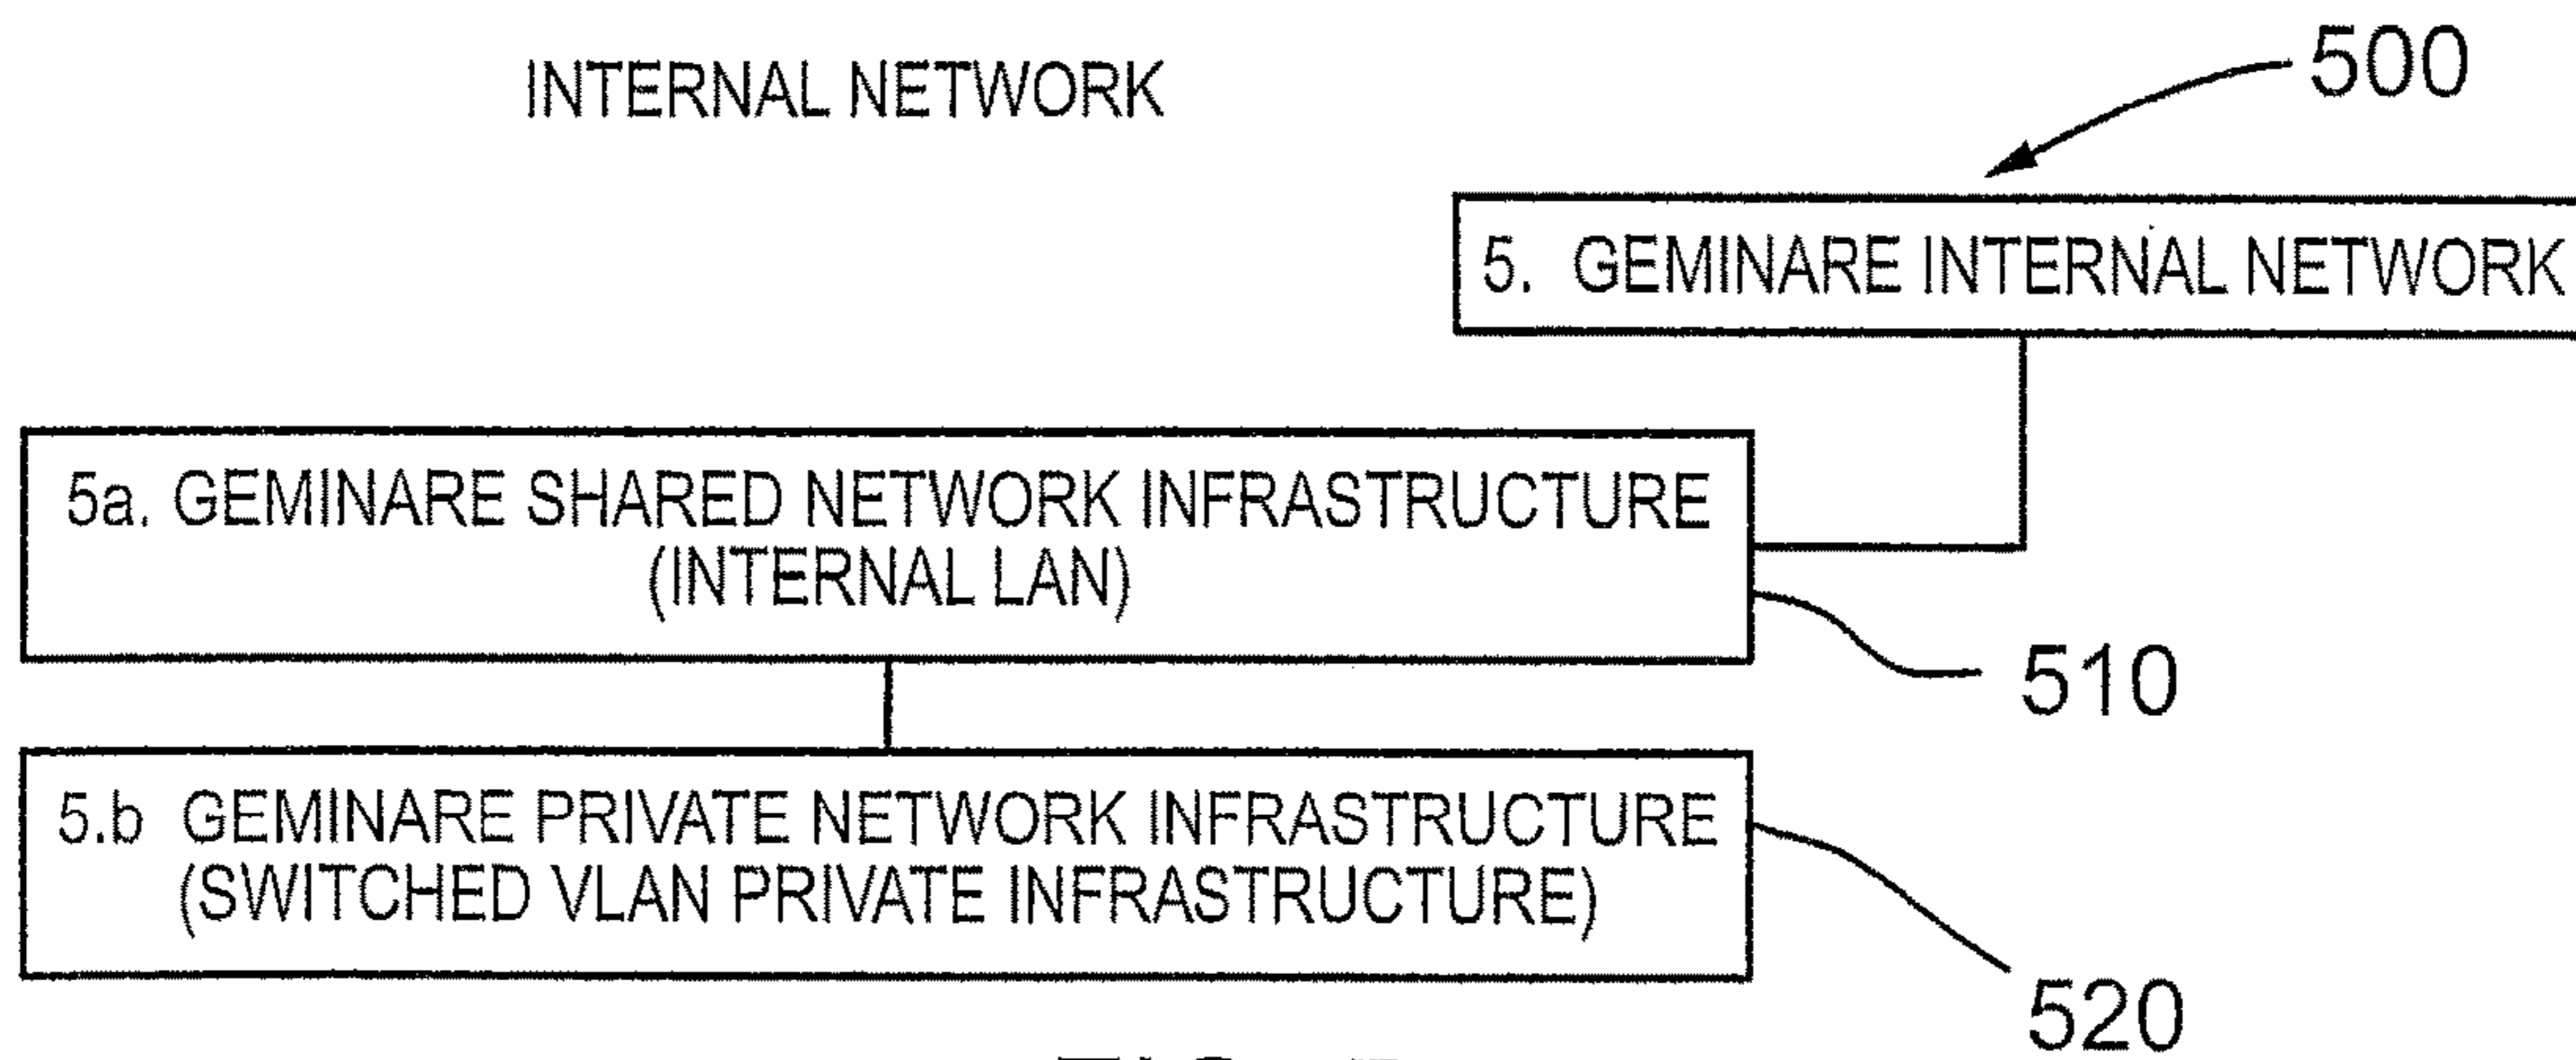 INTERNAL NETWORK
500
5. GEMINARE INTERNAL NETWORK
5a. GEMINARE SHARED NETWORK INFRASTRUCTURE
(INTERNAL LAN)
510
5.b GEMINARE PRIVATE NETWORK INFRASTRUCTURE
(SWITCHED VLAN PRIVATE INFRASTRUCTURE)
520